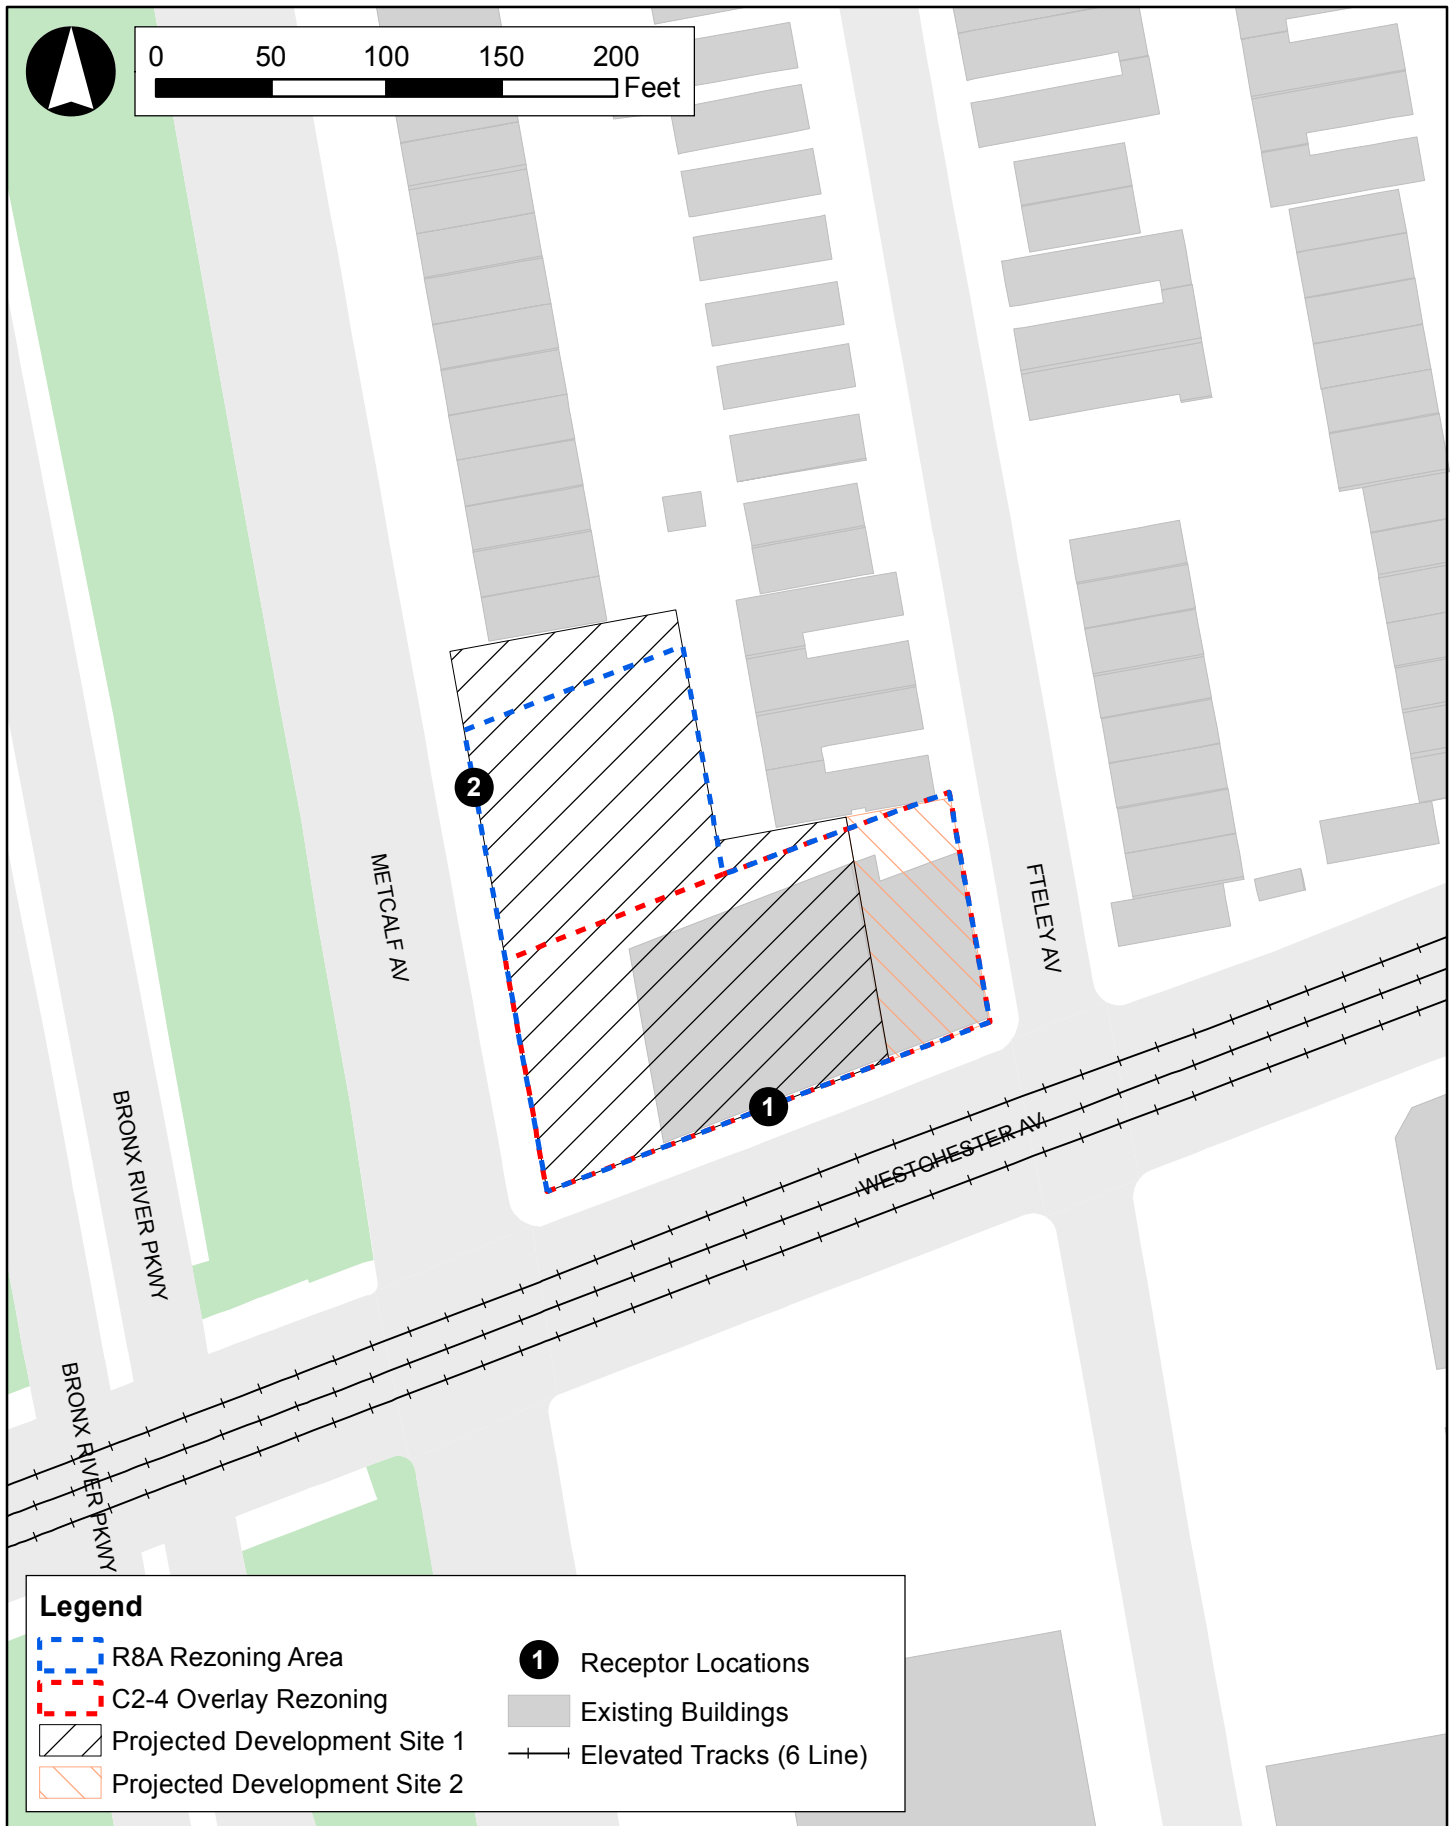 0 50 100 150 200
Feet
2
METCALF AV
FTELEY AV
1
BRONX RIVER PKWY
WESTCHESTER AV
BRONX RIVER PKWY
Legend
R8A Rezoning Area
C2-4 Overlay Rezoning
Projected Development Site 1
Projected Development Site 2
1 Receptor Locations
Existing Buildings
Elevated Tracks (6 Line)